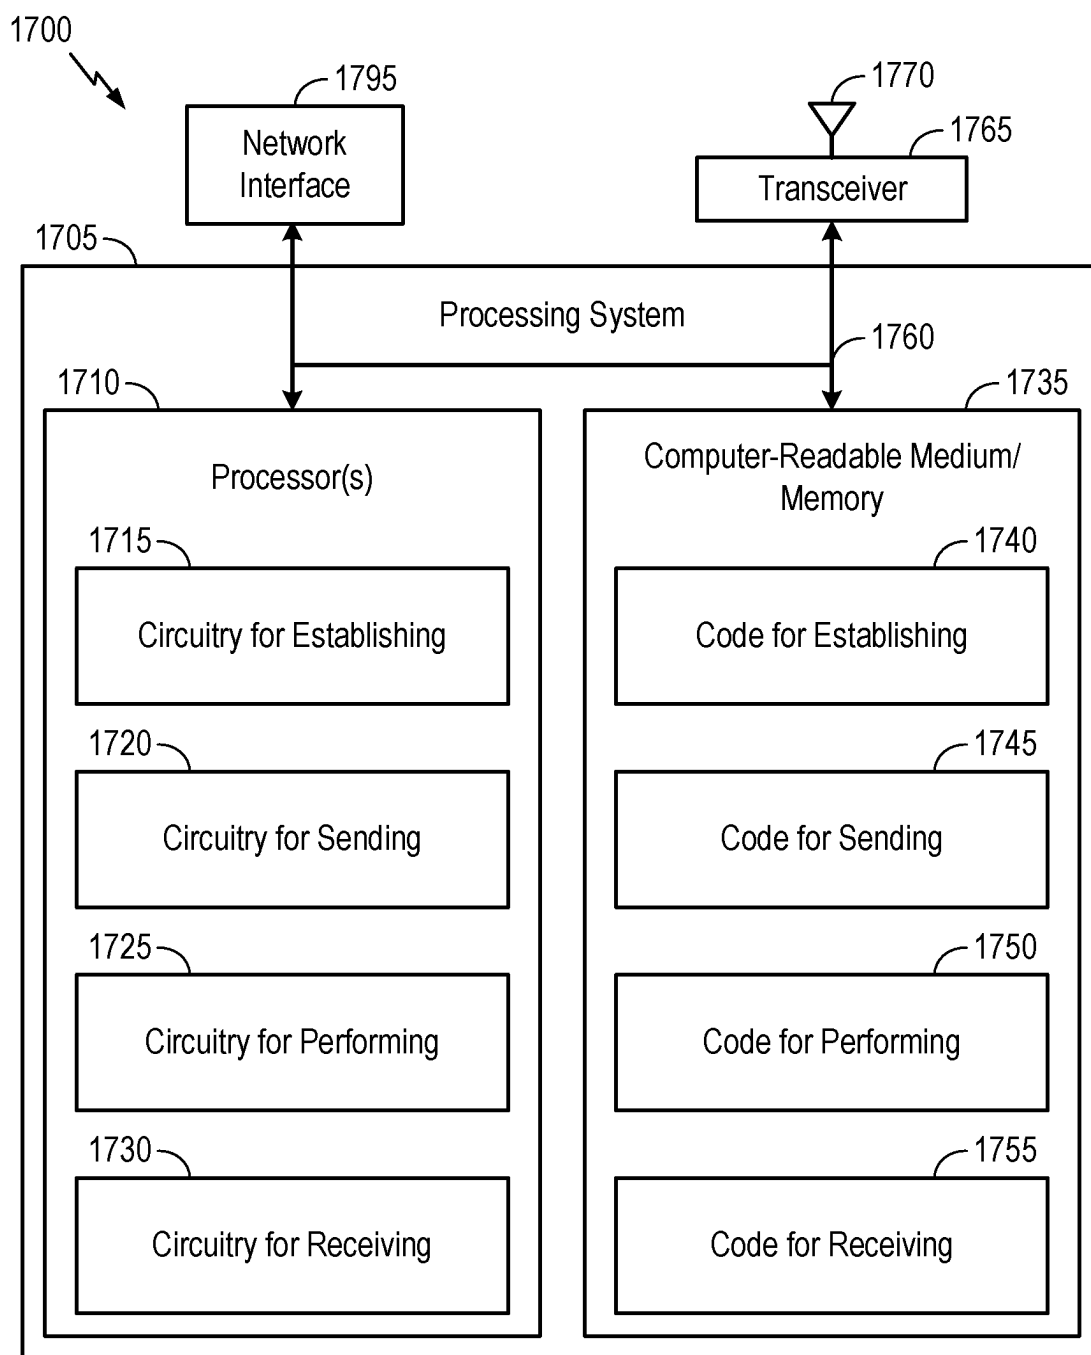 1700
1795
Network
Interface
1770
1765
Transceiver
1705
Processing System
1760
1710
Processor(s)
1715
Circuitry for Establishing
1720
Circuitry for Sending
1725
Circuitry for Performing
1730
Circuitry for Receiving
1735
Computer-Readable Medium/
Memory
1740
Code for Establishing
1745
Code for Sending
1750
Code for Performing
1755
Code for Receiving